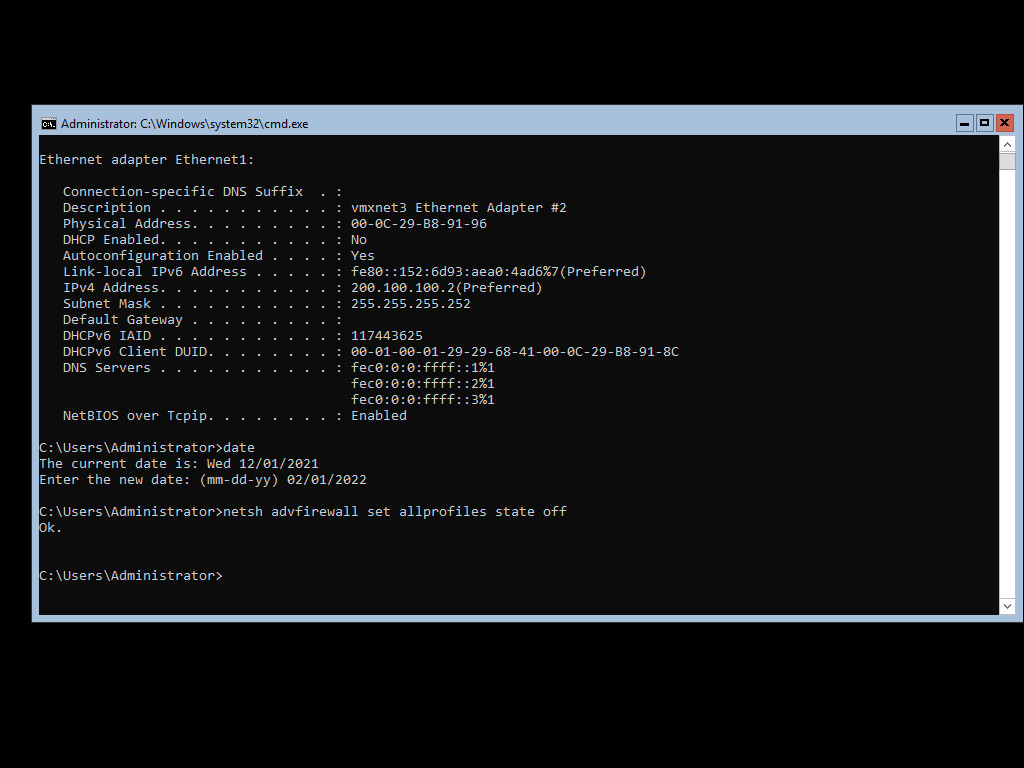 Administrator: C:\Windows\system32\cmd.exe
Ethernet adapter Ethernet1:
Connection-specific DNS Suffix . :
Description . . . . . . . . . . . : vmxnet3 Ethernet Adapter #2
Physical Address. . . . . . . . . : 00-0C-29-B8-91-96
DHCP Enabled. . . . . . . . . . . : No
Autoconfiguration Enabled . . . . : Yes
Link-local IPv6 Address . . . . . : fe80::152:6d93:aea0:4ad6%7(Preferred)
IPv4 Address. . . . . . . . . . . : 200.100.100.2(Preferred)
Subnet Mask . . . . . . . . . . . : 255.255.255.252
Default Gateway . . . . . . . . . :
DHCPv6 IAID . . . . . . . . . . . : 117443625
DHCPv6 Client DUID. . . . . . . . : 00-01-00-01-29-29-68-41-00-0C-29-B8-91-8C
DNS Servers . . . . . . . . . . . : fec0:0:0:ffff::1%1
fec0:0:0:ffff::2%1
fec0:0:0:ffff::3%1
NetBIOS over Tcpip. . . . . . . . : Enabled
C:\Users\Administrator>date
The current date is: Wed 12/01/2021
Enter the new date: (mm-dd-yy) 02/01/2022
C:\Users\Administrator>netsh advfirewall set allprofiles state off
Ok.
C:\Users\Administrator>